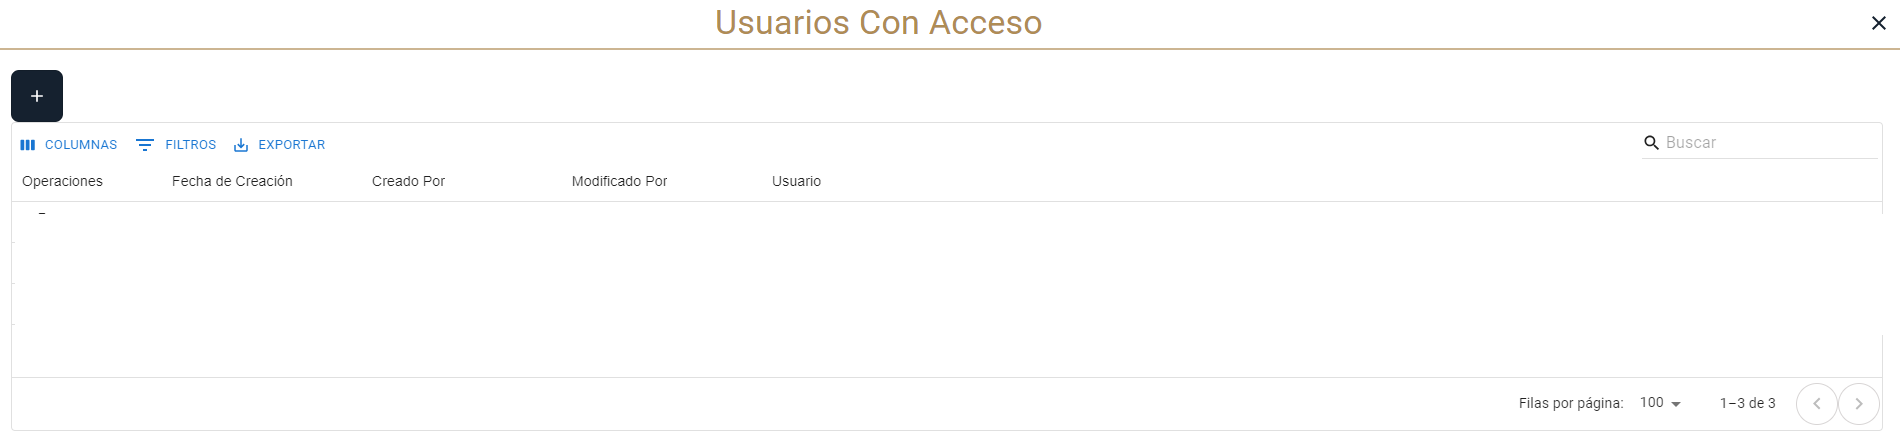 Usuarios Con Acceso
COLUMNAS FILTROS EXPORTAR Buscar
Operaciones Fecha de Creación Creado Por Modificado Por Usuario
Filas por página: 100 1–3 de 3